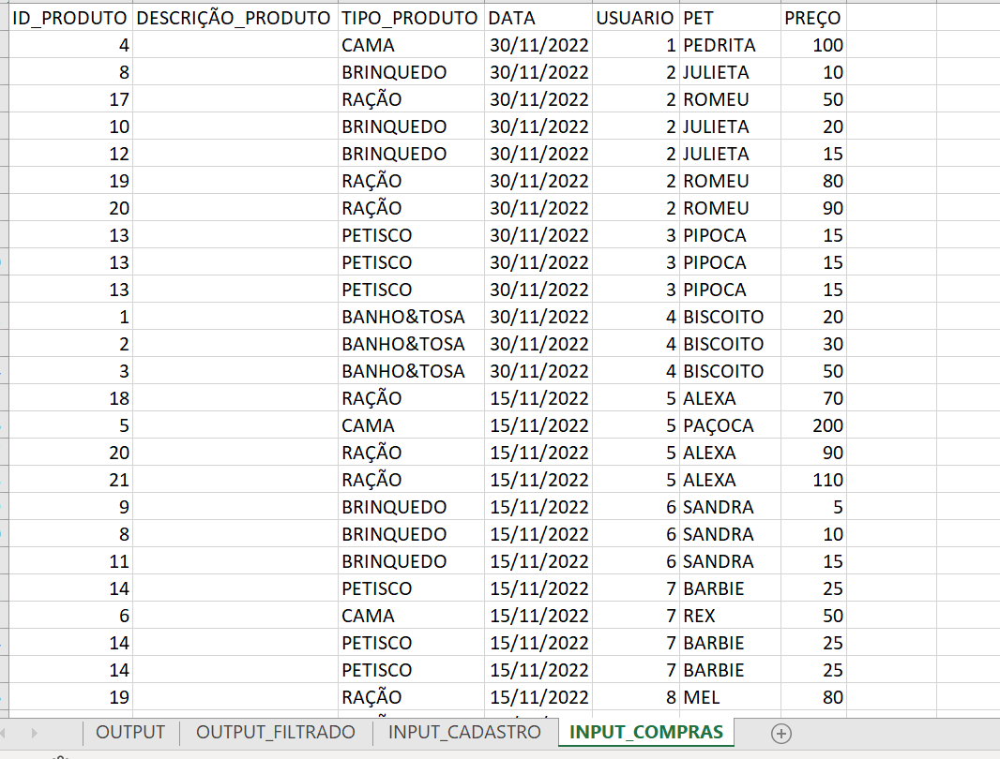 ID_PRODUTO DESCRIÇÃO_PRODUTO TIPO_PRODUTO DATA USUARIO PET PREÇO
4 CAMA 30/11/2022 1 PEDRITA 100
8 BRINQUEDO 30/11/2022 2 JULIETA 10
17 RAÇÃO 30/11/2022 2 ROMEU 50
10 BRINQUEDO 30/11/2022 2 JULIETA 20
12 BRINQUEDO 30/11/2022 2 JULIETA 15
19 RAÇÃO 30/11/2022 2 ROMEU 80
20 RAÇÃO 30/11/2022 2 ROMEU 90
13 PETISCO 30/11/2022 3 PIPOCA 15
13 PETISCO 30/11/2022 3 PIPOCA 15
13 PETISCO 30/11/2022 3 PIPOCA 15
1 BANHO&TOSA 30/11/2022 4 BISCOITO 20
2 BANHO&TOSA 30/11/2022 4 BISCOITO 30
3 BANHO&TOSA 30/11/2022 4 BISCOITO 50
18 RAÇÃO 15/11/2022 5 ALEXA 70
5 CAMA 15/11/2022 5 PAÇOCA 200
20 RAÇÃO 15/11/2022 5 ALEXA 90
21 RAÇÃO 15/11/2022 5 ALEXA 110
9 BRINQUEDO 15/11/2022 6 SANDRA 5
8 BRINQUEDO 15/11/2022 6 SANDRA 10
11 BRINQUEDO 15/11/2022 6 SANDRA 15
14 PETISCO 15/11/2022 7 BARBIE 25
6 CAMA 15/11/2022 7 REX 50
14 PETISCO 15/11/2022 7 BARBIE 25
14 PETISCO 15/11/2022 7 BARBIE 25
19 RAÇÃO 15/11/2022 8 MEL 80
OUTPUT OUTPUT_FILTRADO INPUT_CADASTRO INPUT_COMPRAS